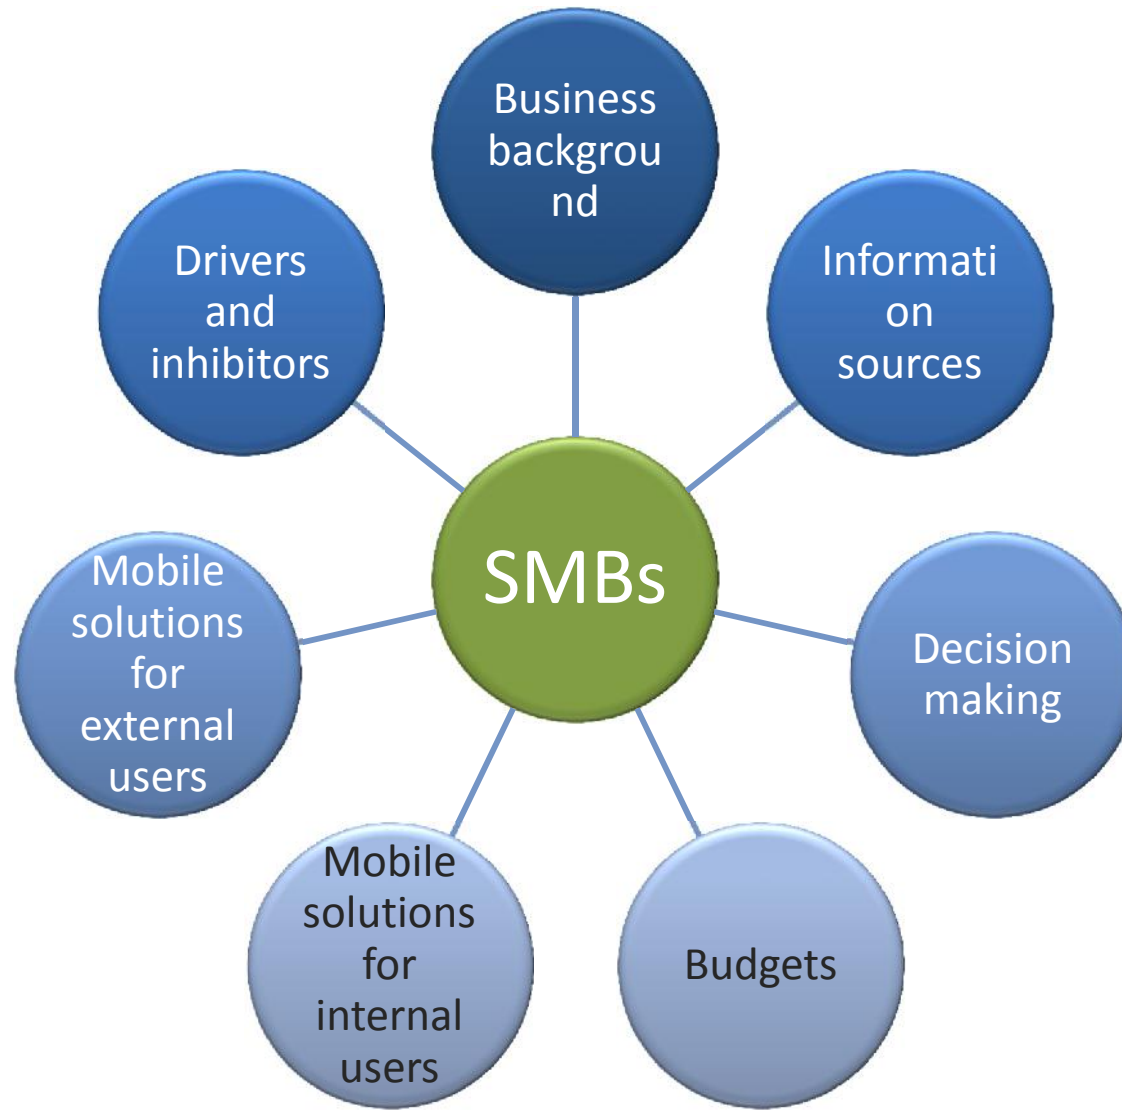 Business
backgrou
nd
Informati
on
sources
Decision
making
Budgets
Mobile
solutions
for
internal
users
Mobile
solutions
for
external
users
Drivers
and
inhibitors
SMBs